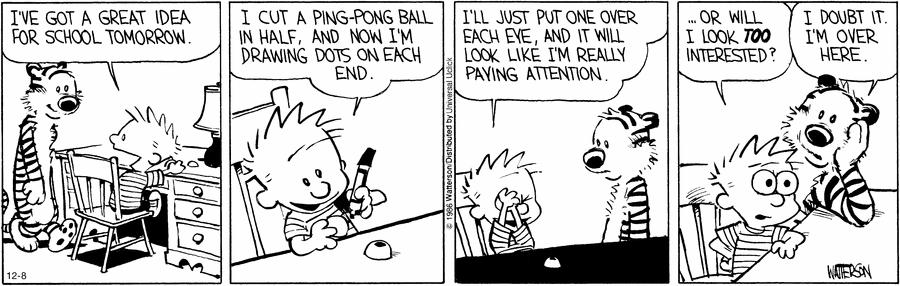 I'VE GOT A GREAT IDEA
FOR SCHOOL TOMORROW.
12-8
I CUT A PING-PONG BALL
IN HALF, AND NOW I'M
DRAWING DOTS ON EACH
END.
© 1986 Watterson/Distributed by Universal Uclick
I'LL JUST PUT ONE OVER
EACH EYE, AND IT WILL
LOOK LIKE I'M REALLY
PAYING ATTENTION.
...OR WILL
I LOOK TOO
INTERESTED?
I DOUBT IT.
I'M OVER
HERE.
WATTERSON